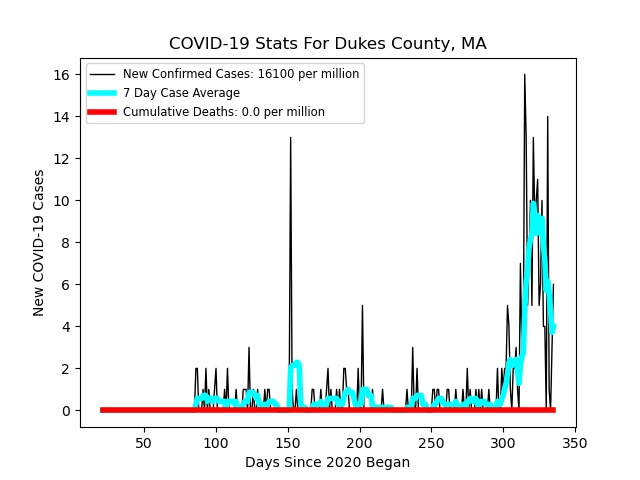 COVID-19 Stats For Dukes County, MA
New Confirmed Cases: 16100 per million
7 Day Case Average
Cumulative Deaths: 0.0 per million
New COVID-19 Cases
16
14
12
10
8
6
4
2
0
50 100 150 200 250 300 350
Days Since 2020 Began